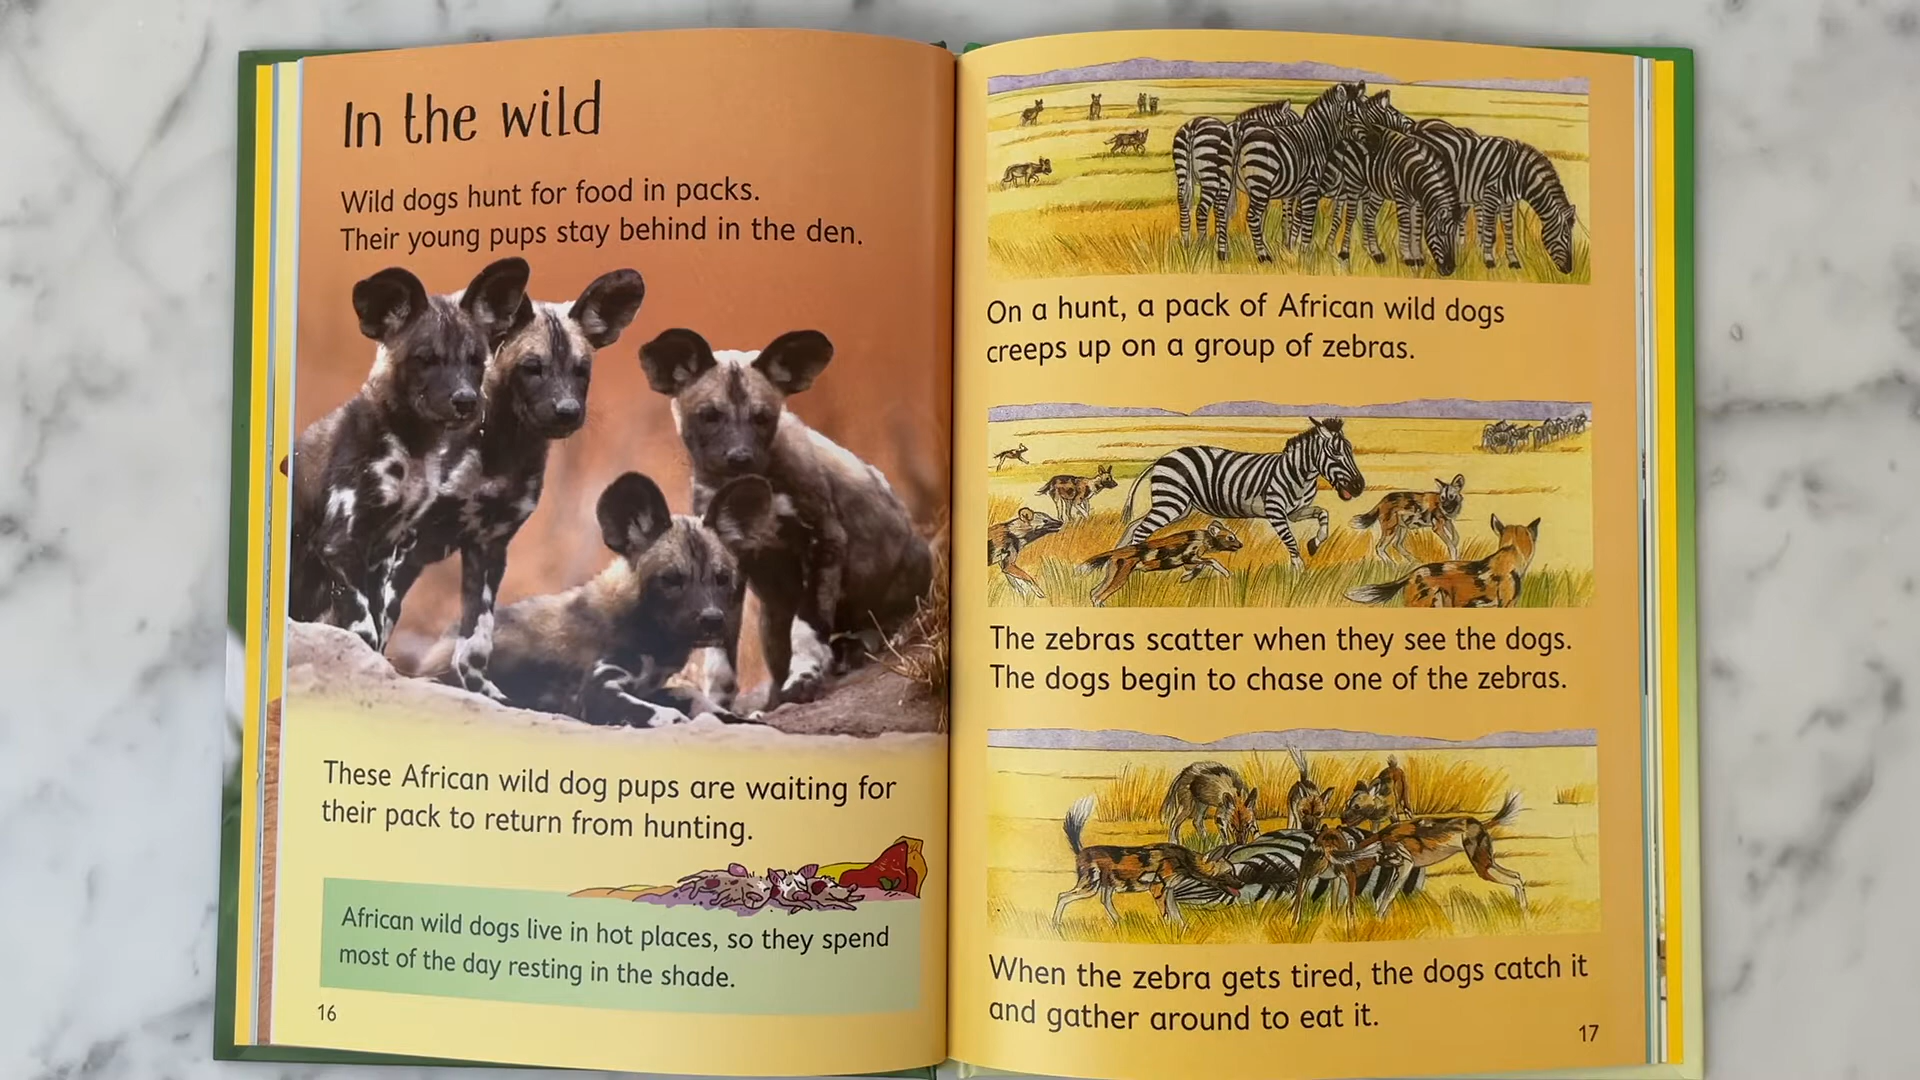 In the wild
Wild dogs hunt for food in packs.
Their young pups stay behind in the den.
These African wild dog pups are waiting for
their pack to return from hunting.
African wild dogs live in hot places, so they spend
most of the day resting in the shade.
16
On a hunt, a pack of African wild dogs
creeps up on a group of zebras.
The zebras scatter when they see the dogs.
The dogs begin to chase one of the zebras.
When the zebra gets tired, the dogs catch it
and gather around to eat it.
17